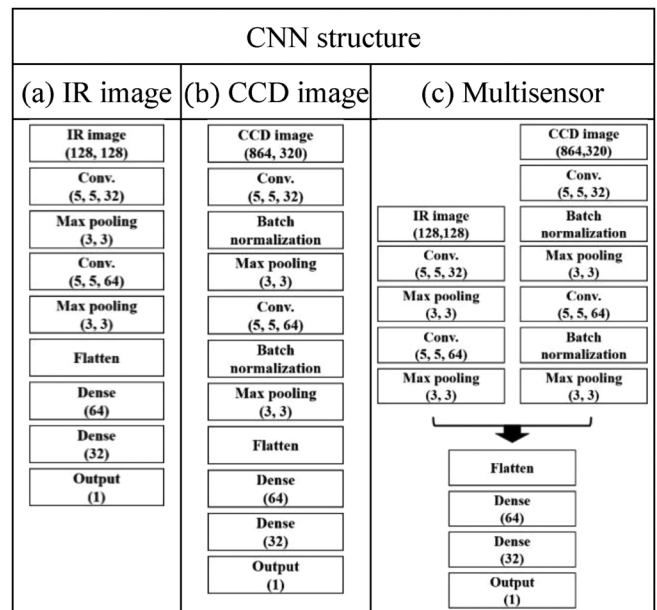 CNN structure
(a) IR image
(b) CCD image
(c) Multisensor
IR image
(128, 128)
Conv.
(5, 5, 32)
Max pooling
(3, 3)
Conv.
(5, 5, 64)
Max pooling
(3, 3)
Flatten
Dense
(64)
Dense
(32)
Output
(1)
CCD image
(864, 320)
Conv.
(5, 5, 32)
Batch
normalization
Max pooling
(3, 3)
Conv.
(5, 5, 64)
Batch
normalization
Max pooling
(3, 3)
Flatten
Dense
(64)
Dense
(32)
Output
(1)
IR image
(128,128)
Conv.
(5, 5, 32)
Max pooling
(3, 3)
Conv.
(5, 5, 64)
Max pooling
(3, 3)
CCD image
(864,320)
Conv.
(5, 5, 32)
Batch
normalization
Max pooling
(3, 3)
Conv.
(5, 5, 64)
Batch
normalization
Max pooling
(3, 3)
Flatten
Dense
(64)
Dense
(32)
Output
(1)